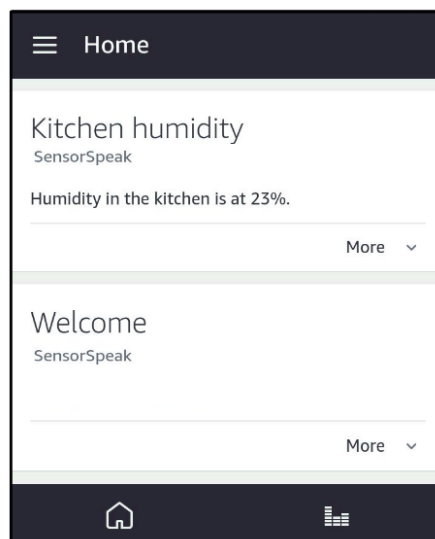 Home
Kitchen humidity
SensorSpeak
Humidity in the kitchen is at 23%.
More
Welcome
SensorSpeak
More